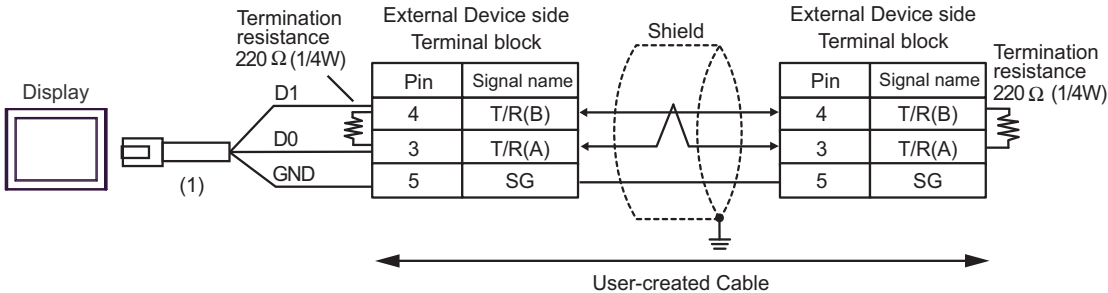 Termination
resistance
220 Ω (1/4W)
External Device side
Terminal block
Shield
External Device side
Terminal block
Termination
resistance
220 Ω (1/4W)
Display
D1
D0
GND
(1)
Pin Signal name
4 T/R(B)
3 T/R(A)
5 SG
Pin Signal name
4 T/R(B)
3 T/R(A)
5 SG
User-created Cable